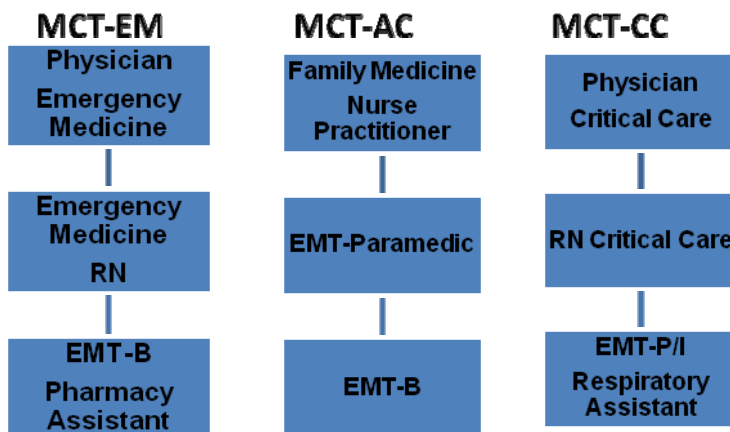 MCT-EM
Physician
Emergency
Medicine
Emergency
Medicine
RN
EMT-B
Pharmacy
Assistant
MCT-AC
Family Medicine
Nurse
Practitioner
EMT-Paramedic
EMT-B
MCT-CC
Physician
Critical Care
RN Critical Care
EMT-P/I
Respiratory
Assistant